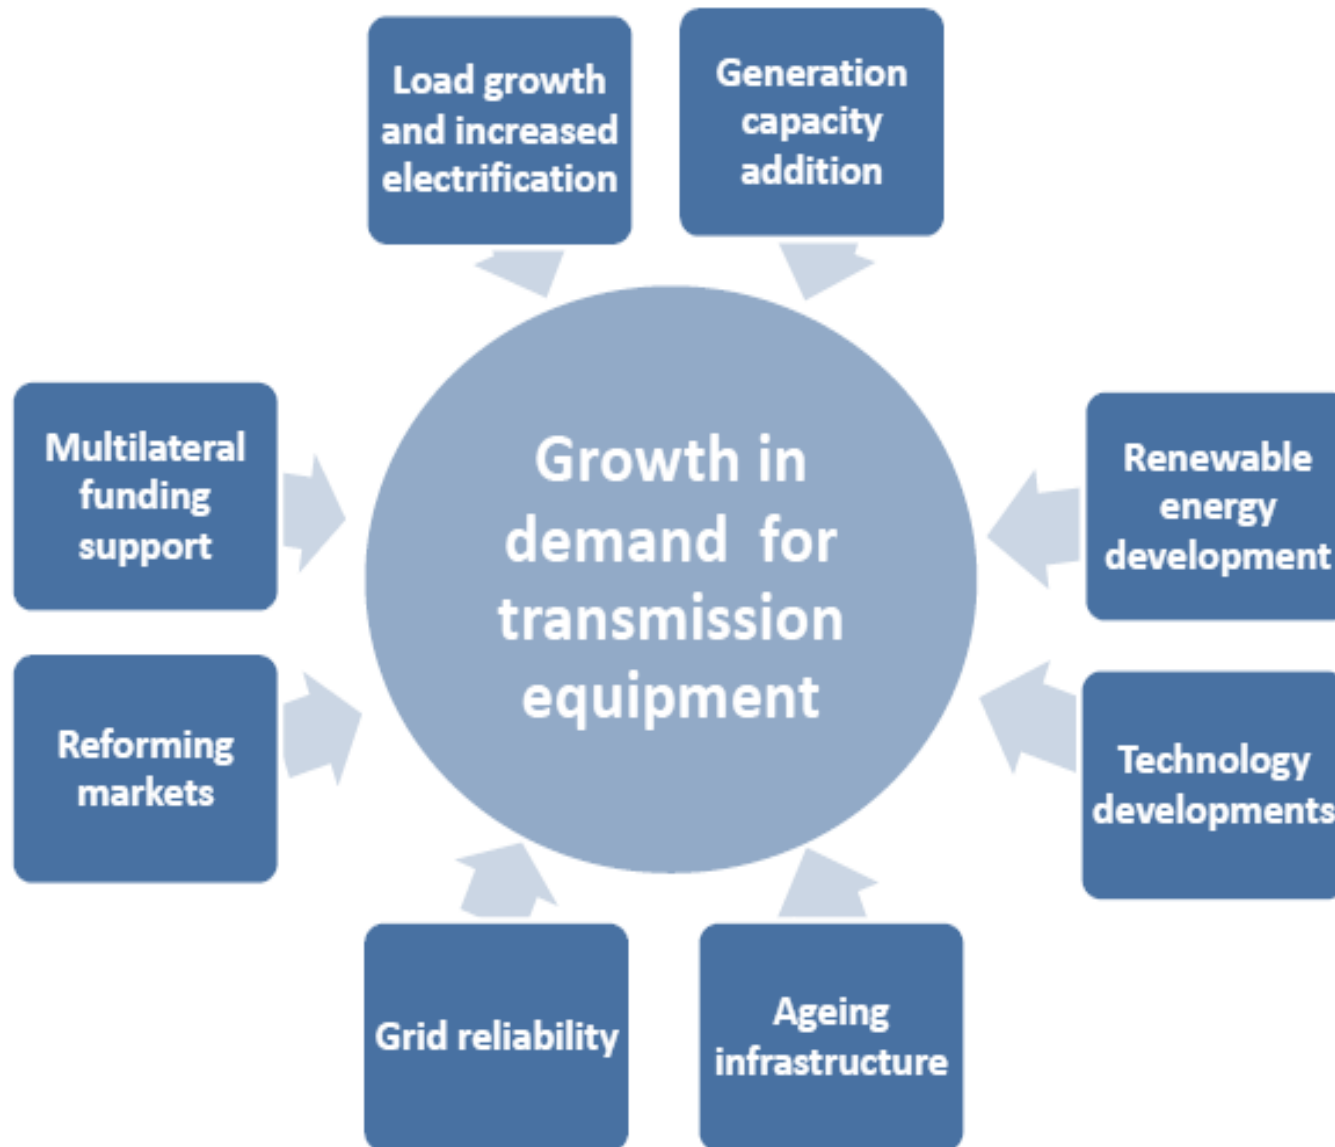 Load growth
and increased
electrification
Generation
capacity
addition
Multilateral
funding
support
Growth in
demand for
transmission
equipment
Renewable
energy
development
Reforming
markets
Technology
developments
Grid reliability
Ageing
infrastructure